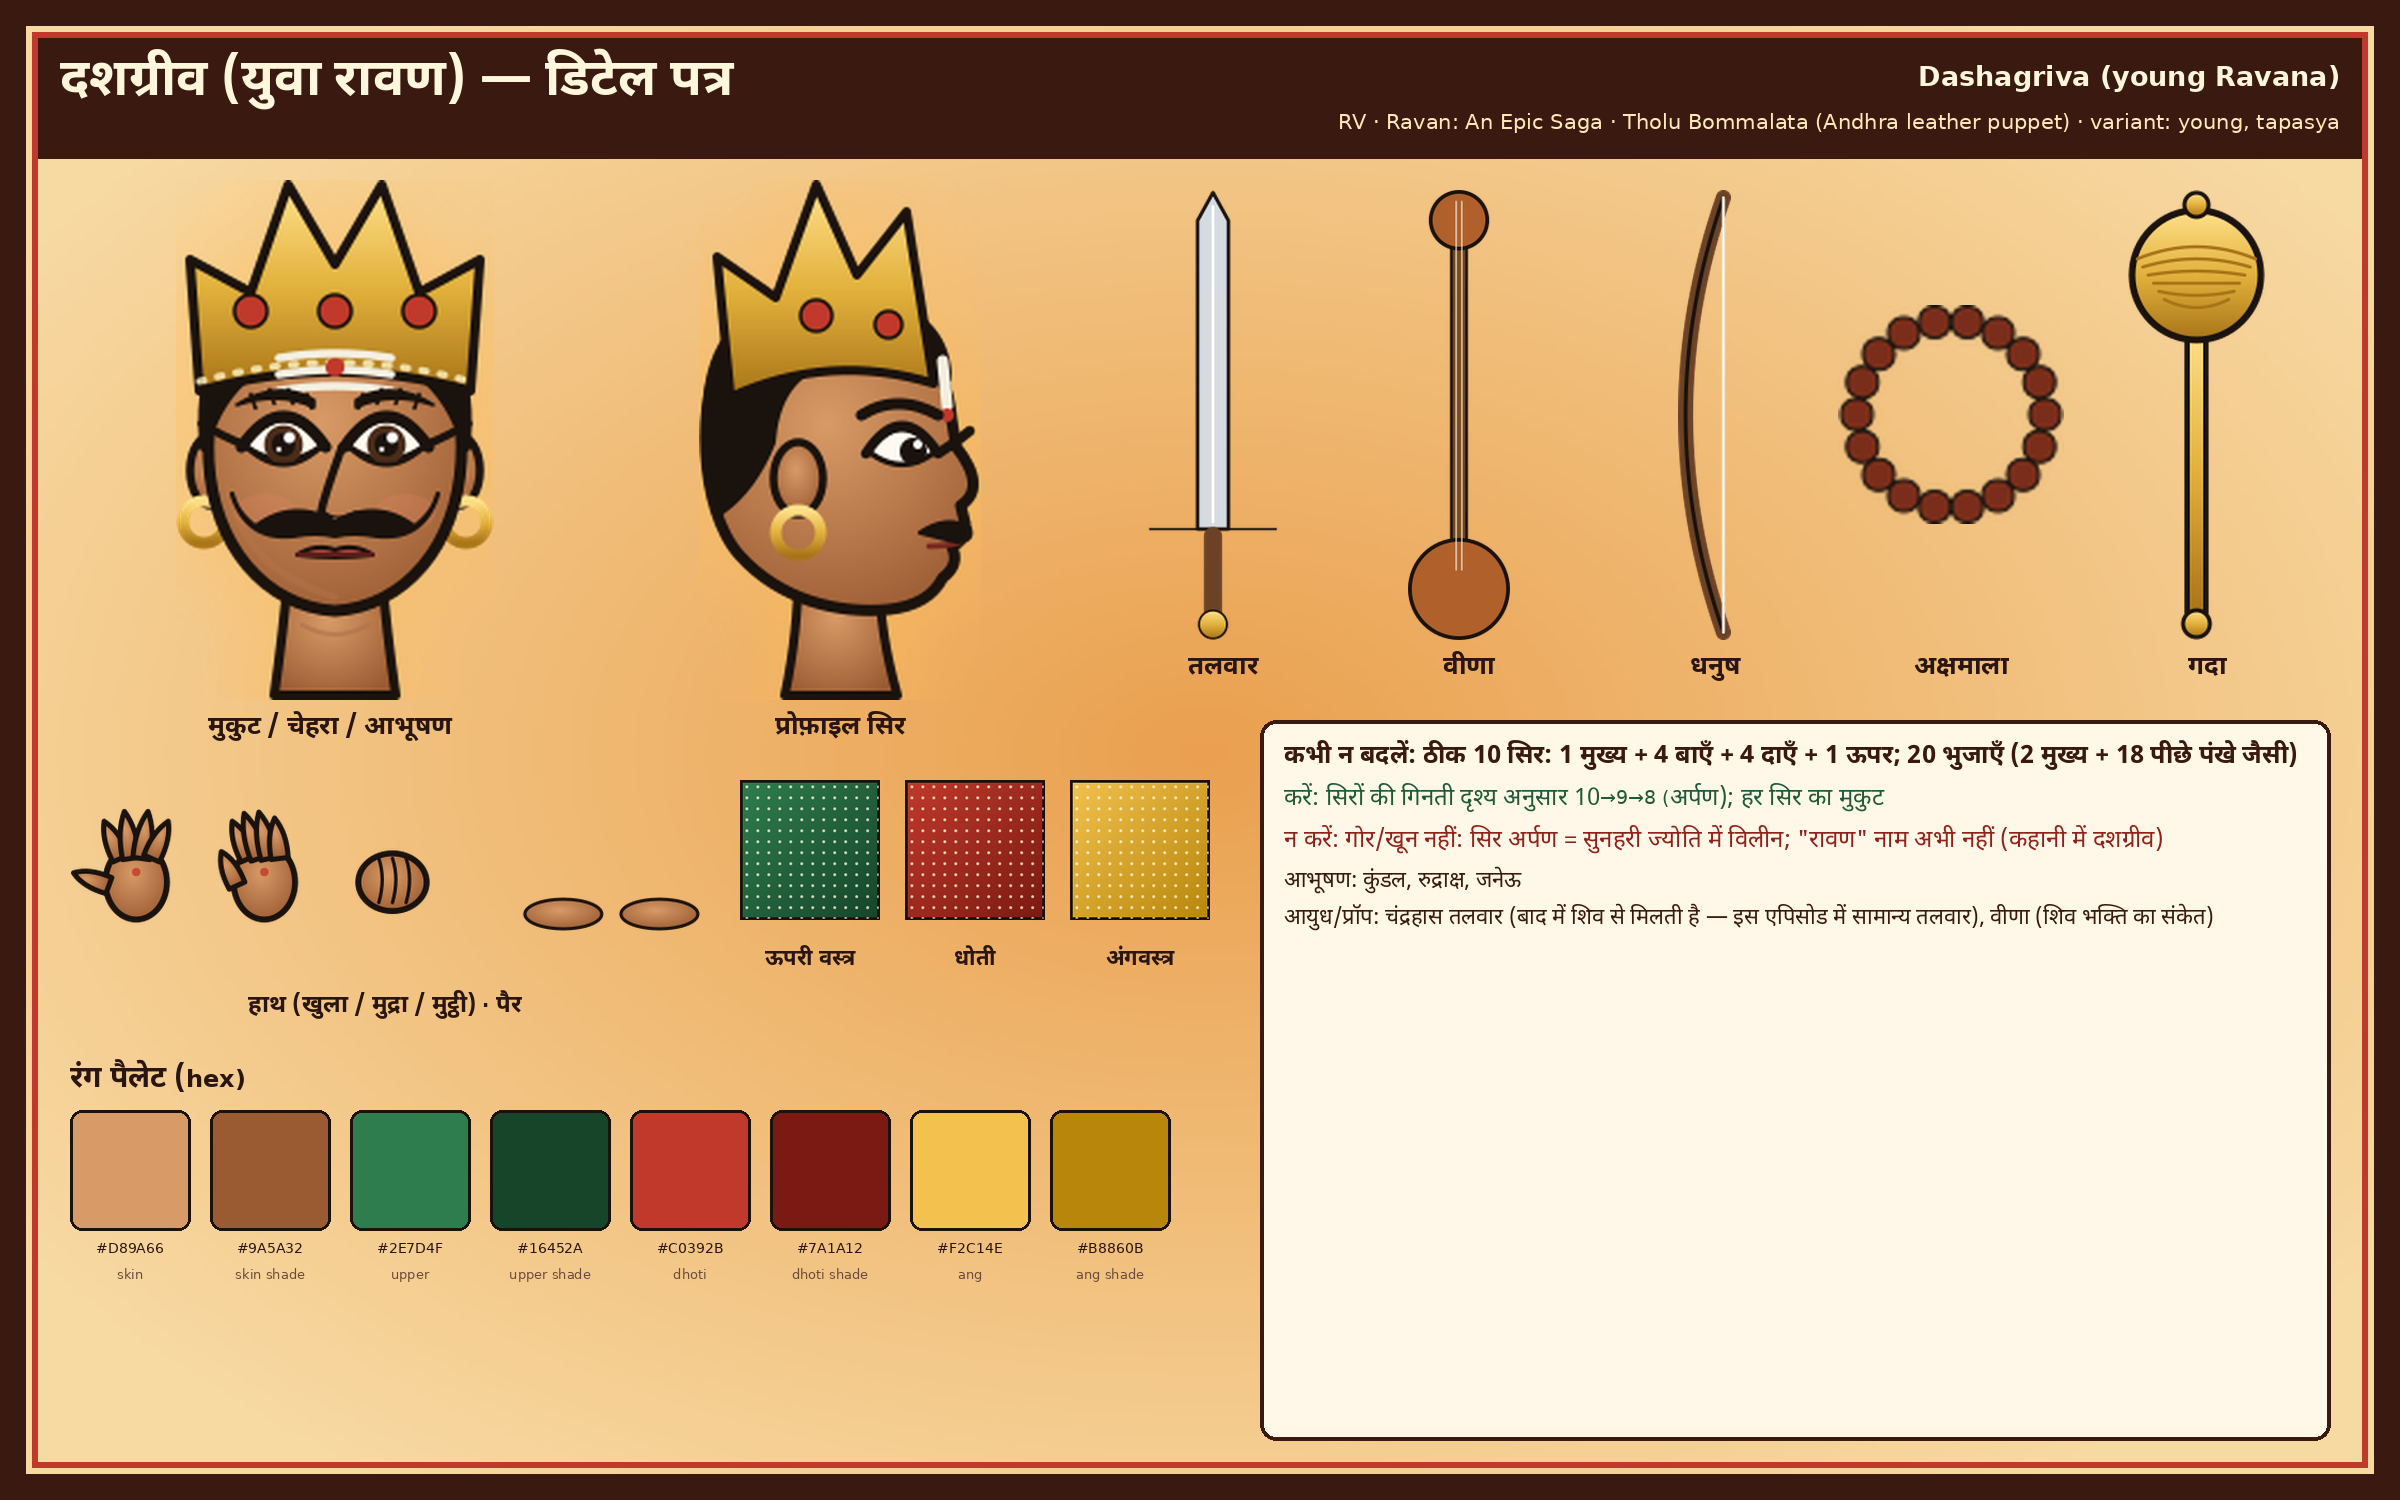 दशग्रीव (युवा रावण) — डिटेल पत्र
Dashagriva (young Ravana)
RV · Ravan: An Epic Saga · Tholu Bommalata (Andhra leather puppet) · variant: young, tapasya
तलवार
वीणा
धनुष
अक्षमाला
गदा
मुकुट / चेहरा / आभूषण
प्रोफ़ाइल सिर
कभी न बदलें: ठीक 10 सिर: 1 मुख्य + 4 बाएँ + 4 दाएँ + 1 ऊपर; 20 भुजाएँ (2 मुख्य + 18 पीछे पंखे जैसी)
करें: सिरों की गिनती दृश्य अनुसार 10→9→8 (अर्पण); हर सिर का मुकुट
न करें: गोर/खून नहीं: सिर अर्पण = सुनहरी ज्योति में विलीन; "रावण" नाम अभी नहीं (कहानी में दशग्रीव)
आभूषण: कुंडल, रुद्राक्ष, जनेऊ
आयुध/प्रॉप: चंद्रहास तलवार (बाद में शिव से मिलती है — इस एपिसोड में सामान्य तलवार), वीणा (शिव भक्ति का संकेत)
ऊपरी वस्त्र
धोती
अंगवस्त्र
हाथ (खुला / मुद्रा / मुट्ठी) · पैर
रंग पैलेट (hex)
#D89A66
#9A5A32
#2E7D4F
#16452A
#C0392B
#7A1A12
#F2C14E
#B8860B
skin
skin shade
upper
upper shade
dhoti
dhoti shade
ang
ang shade